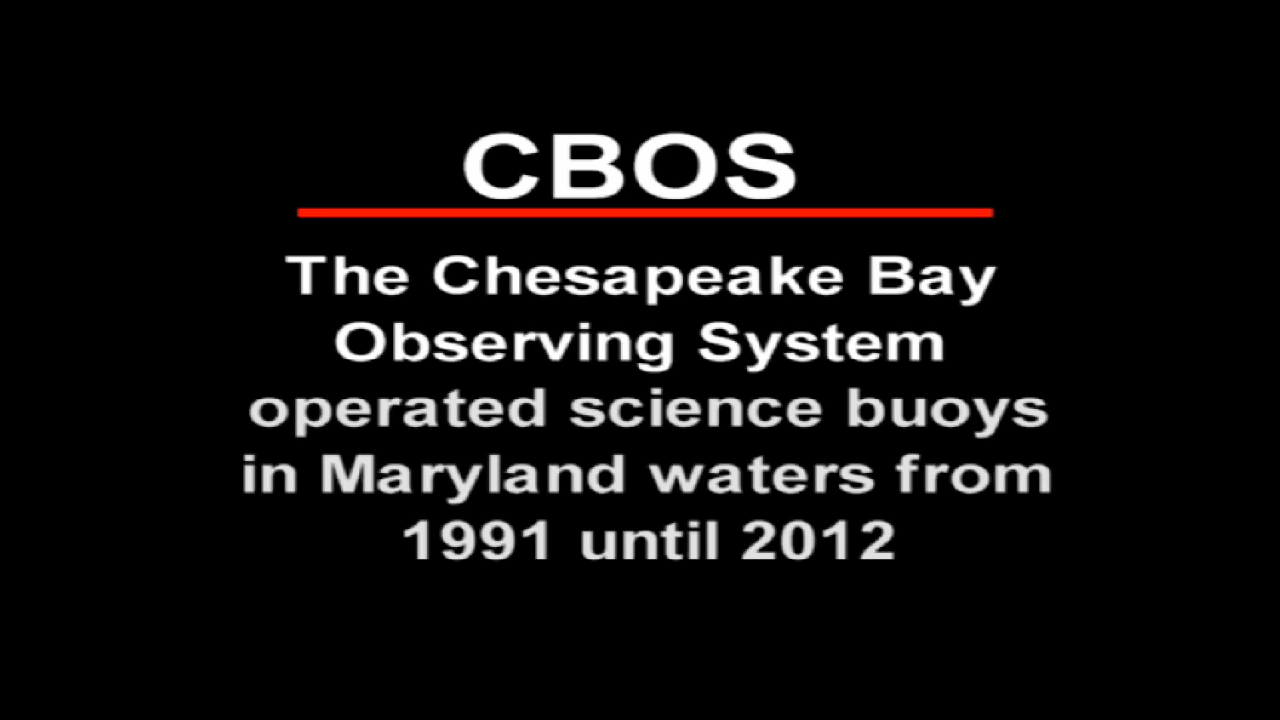 CBOS
The Chesapeake Bay
Observing System
operated science buoys
in Maryland waters from
1991 until 2012